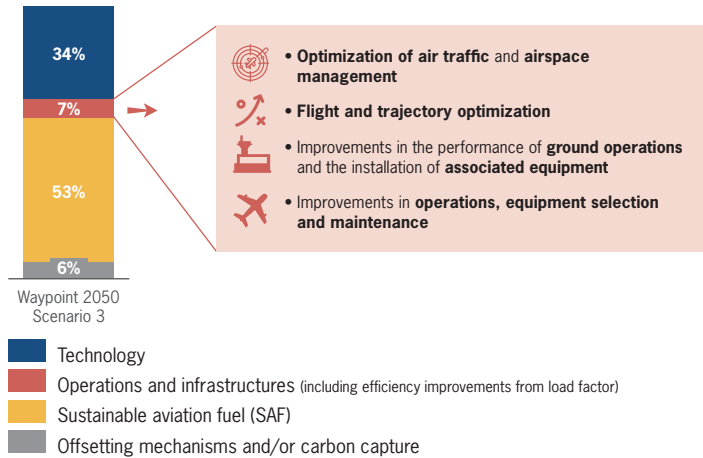 34%
7%
53%
6%
Waypoint 2050
Scenario 3
• Optimization of air traffic and airspace
management
• Flight and trajectory optimization
• Improvements in the performance of ground operations
and the installation of associated equipment
• Improvements in operations, equipment selection
and maintenance
Technology
Operations and infrastructures (including efficiency improvements from load factor)
Sustainable aviation fuel (SAF)
Offsetting mechanisms and/or carbon capture